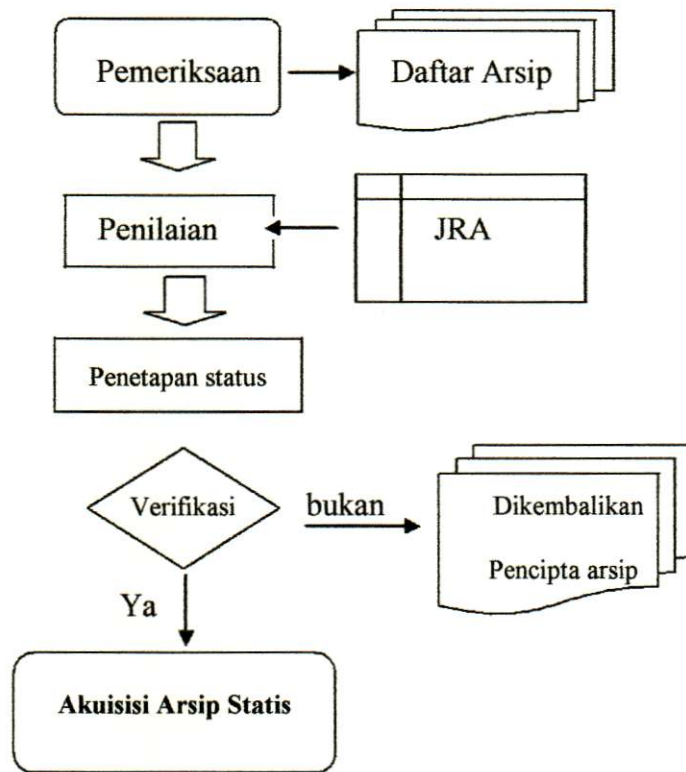 Pemeriksaan
Daftar Arsip
Penilaian
JRA
Penetapan status
Verifikasi
bukan
Dikembalikan
Pencipta arsip
Ya
Akuisisi Arsip Statis